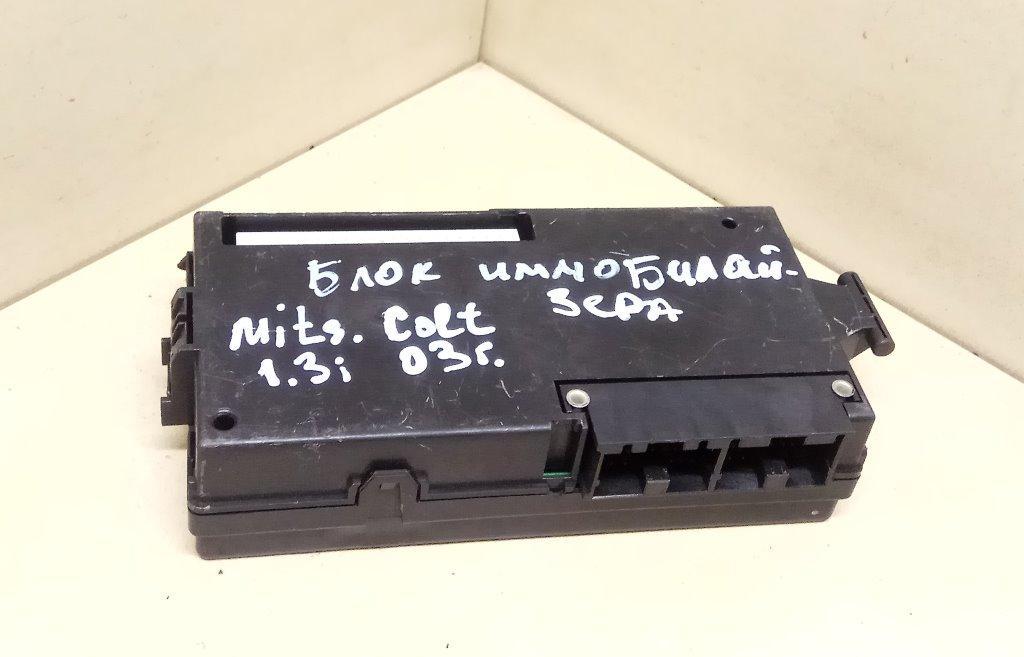 Блок иммобилай-
зера
Mits. Colt
1.3i 03г.